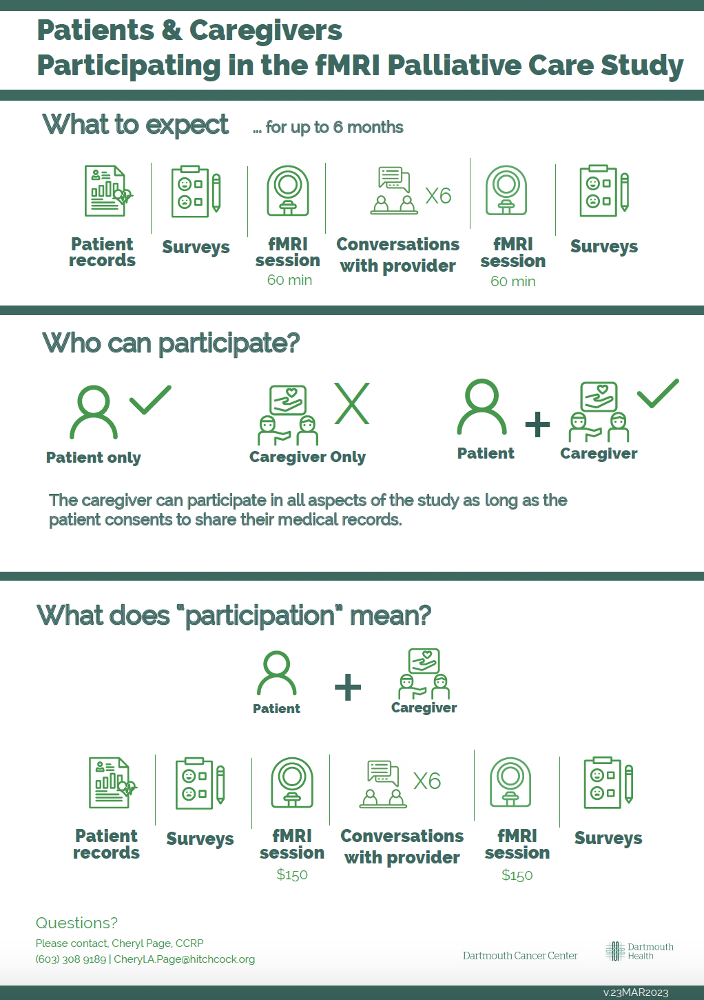 Patients & Caregivers
Participating in the fMRI Palliative Care Study
What to expect ... for up to 6 months
X6
Patient records
Surveys
fMRI session
60 min
Conversations with provider
fMRI session
60 min
Surveys
Who can participate?
X
Patient only
Caregiver Only
Patient
+
Caregiver
The caregiver can participate in all aspects of the study as long as the
patient consents to share their medical records.
What does "participation" mean?
+
Patient
Caregiver
X6
Patient records
Surveys
fMRI session
$150
Conversations with provider
fMRI session
$150
Surveys
Questions?
Please contact, Cheryl Page, CCRP
(603) 308 9189 | Cheryl.A.Page@hitchcock.org
Dartmouth Cancer Center
Dartmouth
Health
v.23MAR2023